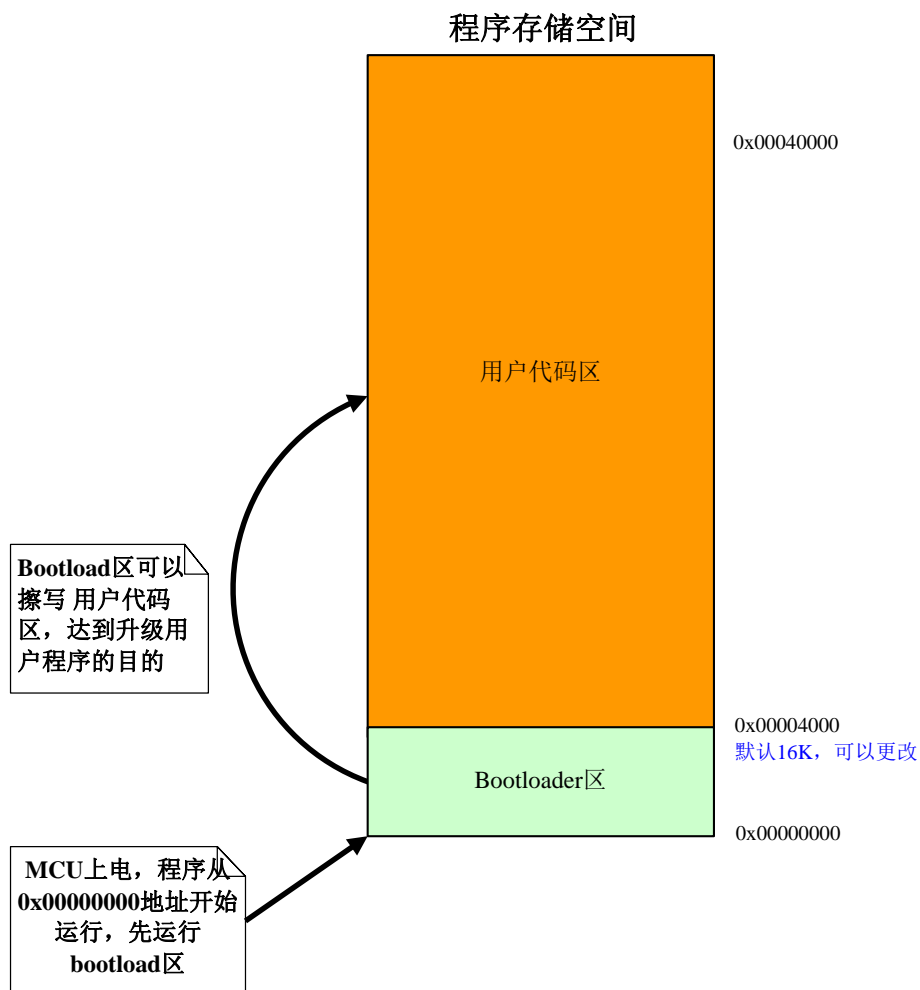 程序存储空间
0x00040000
用户代码区
Bootload区可以
擦写 用户代码
区，达到升级用
户程序的目的
0x00004000
默认16K，可以更改
Bootloader区
0x00000000
MCU上电，程序从
0x00000000地址开始
运行，先运行
bootload区